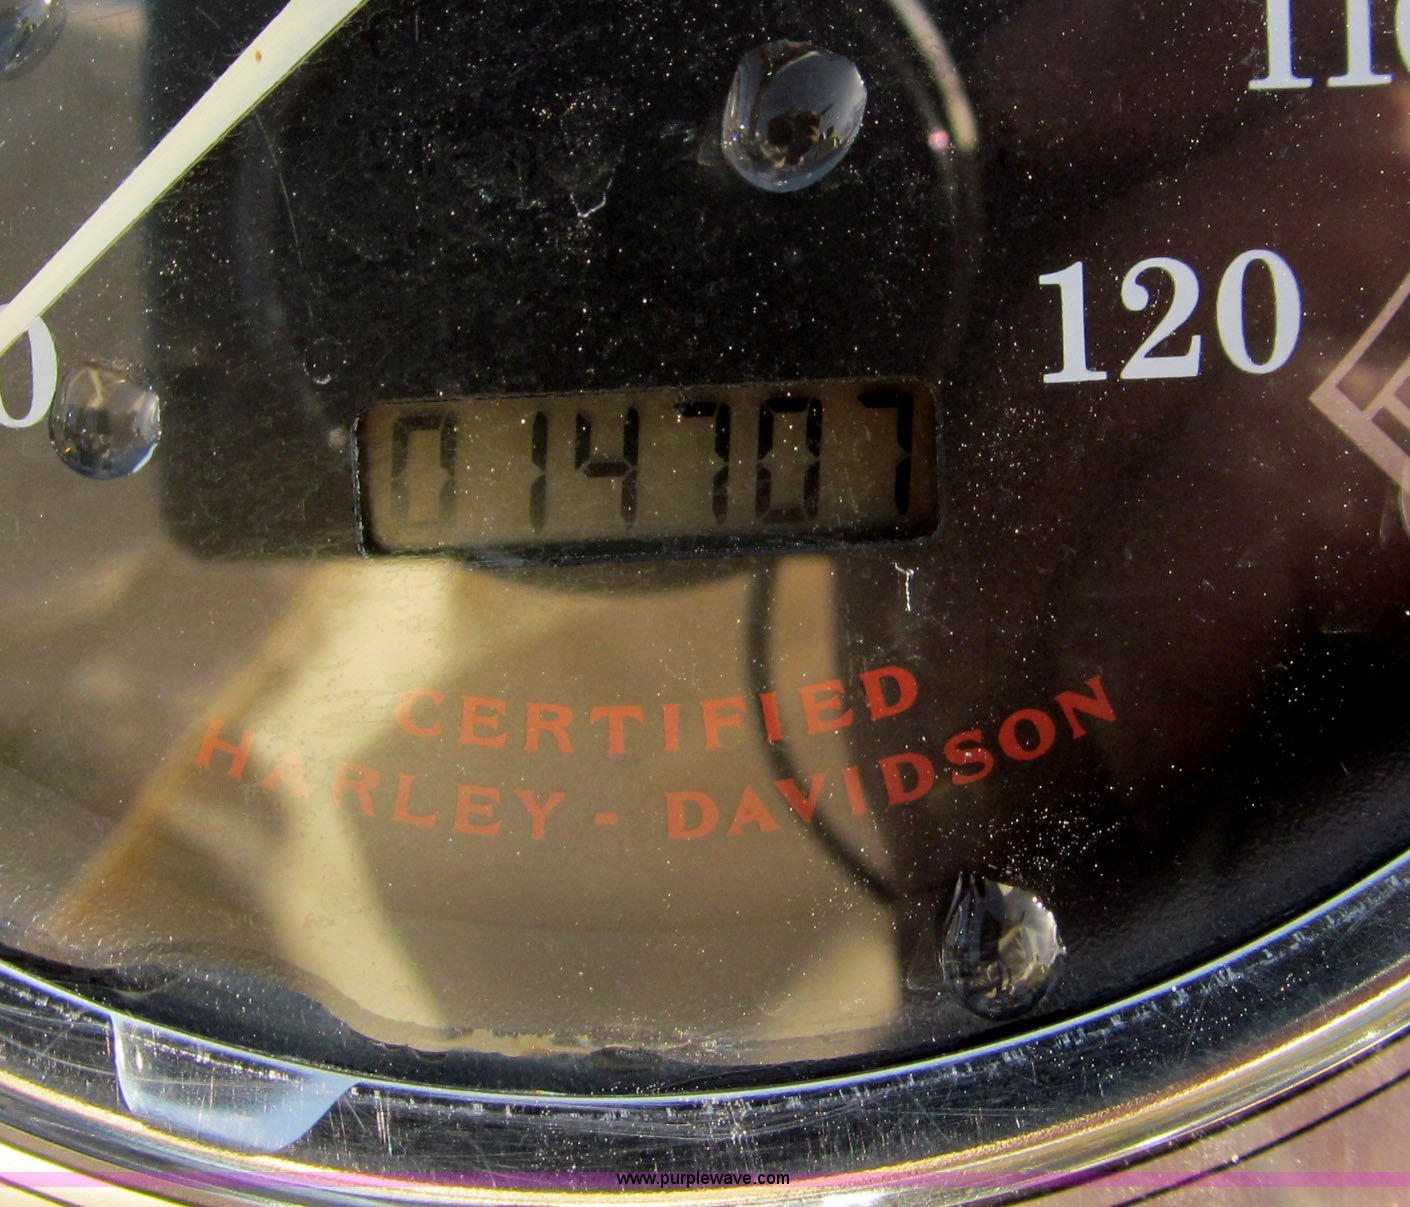 120
014707
CERTIFIED
HARLEY - DAVIDSON
www.purplewave.com